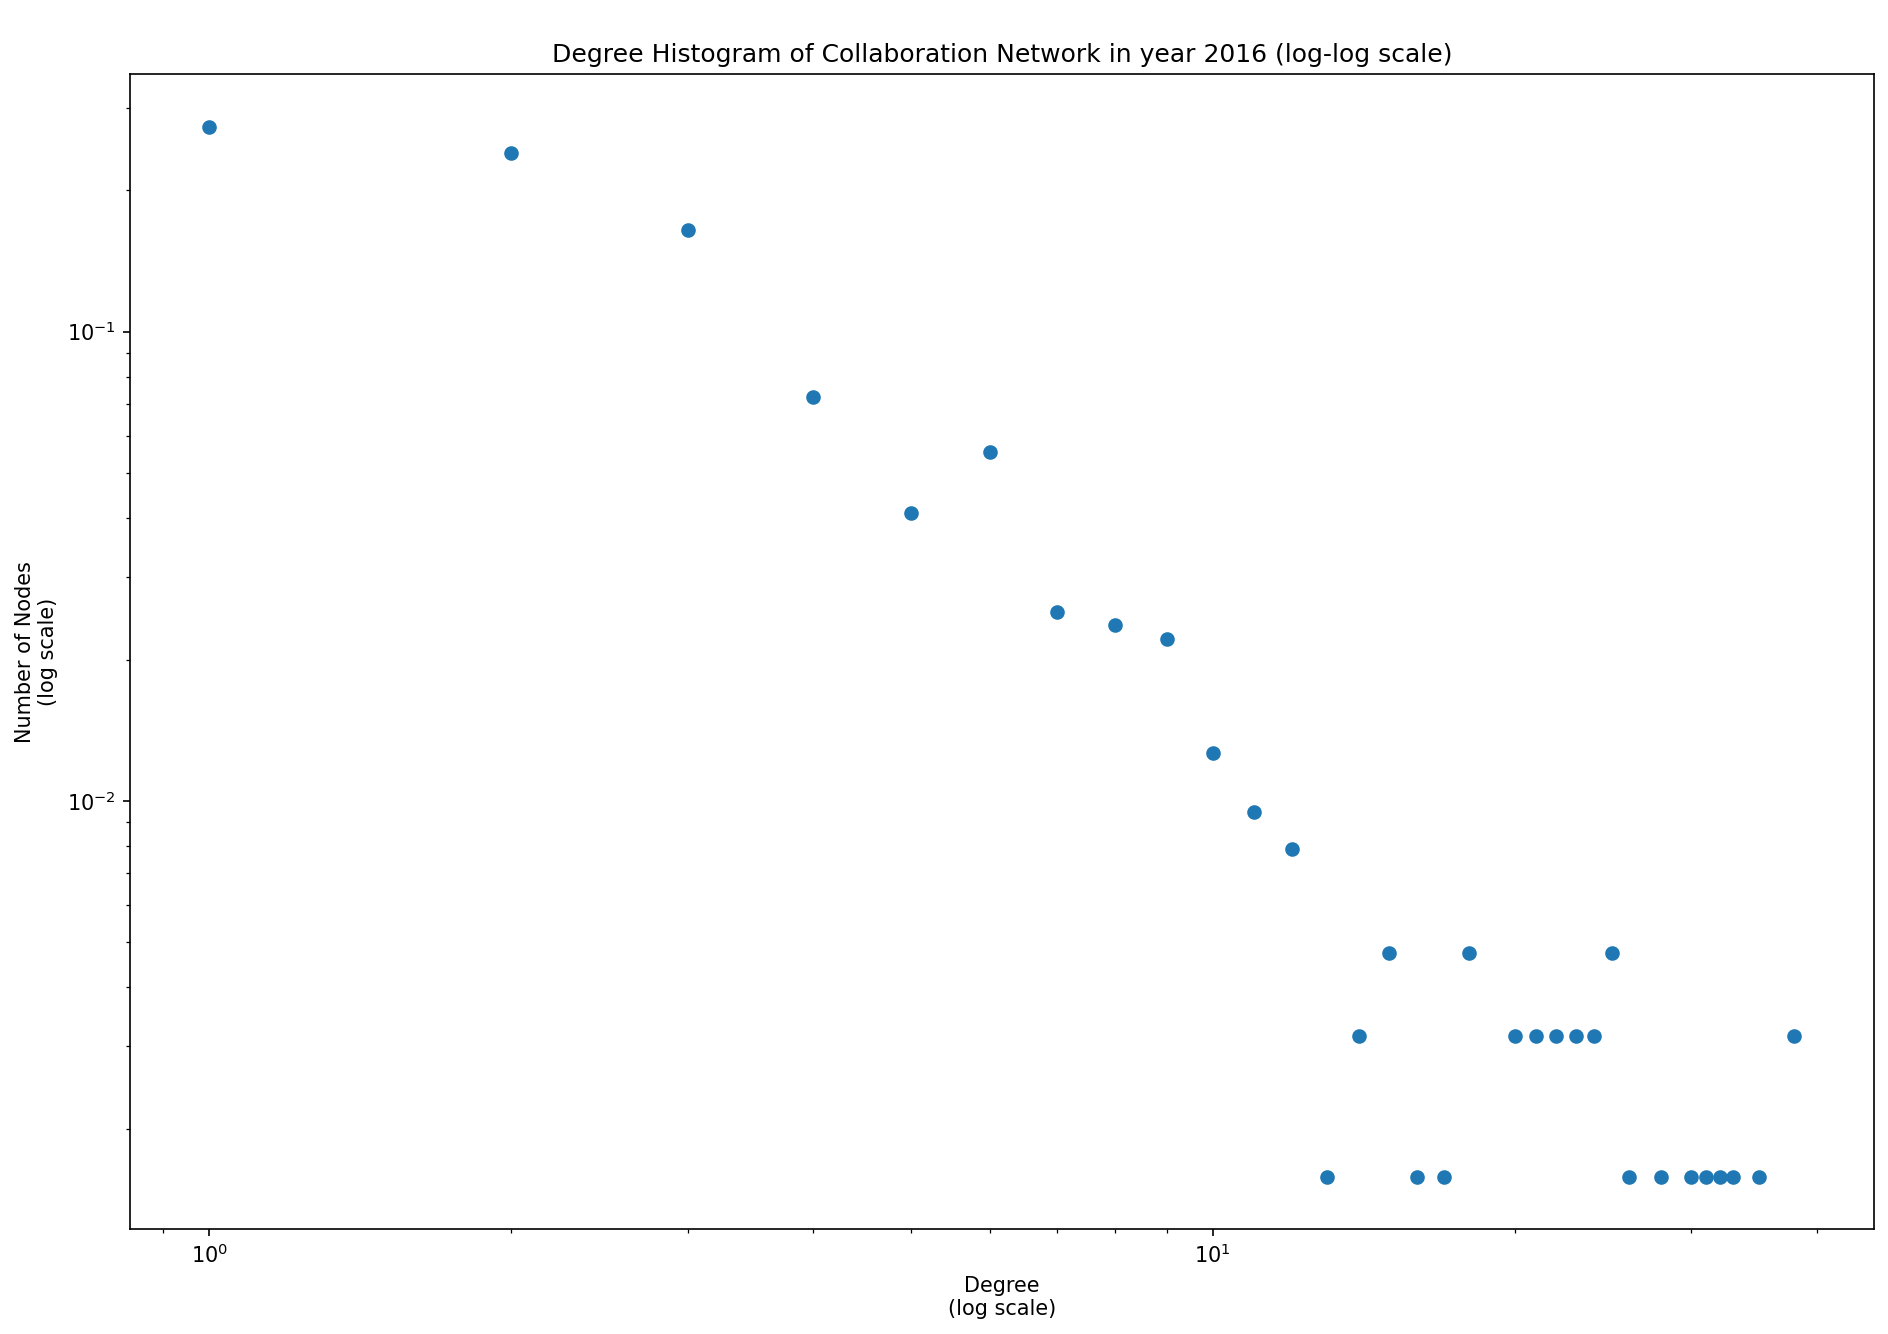 Degree Histogram of Collaboration Network in year 2016 (log-log scale)
Number of Nodes
(log scale)
10⁻¹
10⁻²
10⁰
10¹
Degree
(log scale)